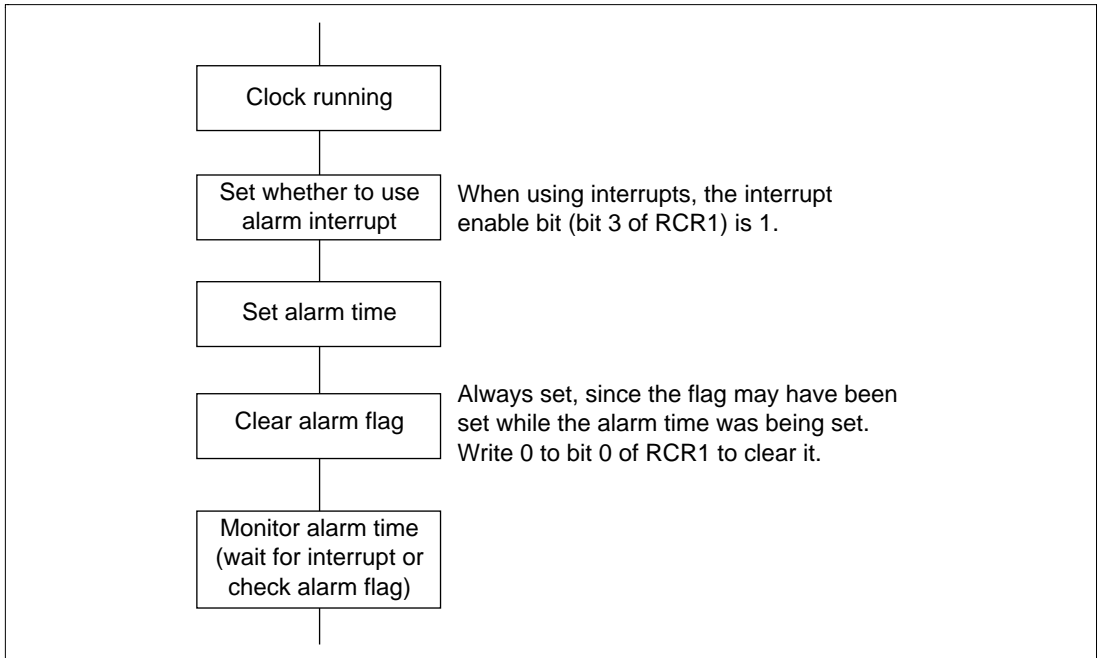 Clock running
Set whether to use
alarm interrupt
When using interrupts, the interrupt
enable bit (bit 3 of RCR1) is 1.
Set alarm time
Clear alarm flag
Always set, since the flag may have been
set while the alarm time was being set.
Write 0 to bit 0 of RCR1 to clear it.
Monitor alarm time
(wait for interrupt or
check alarm flag)